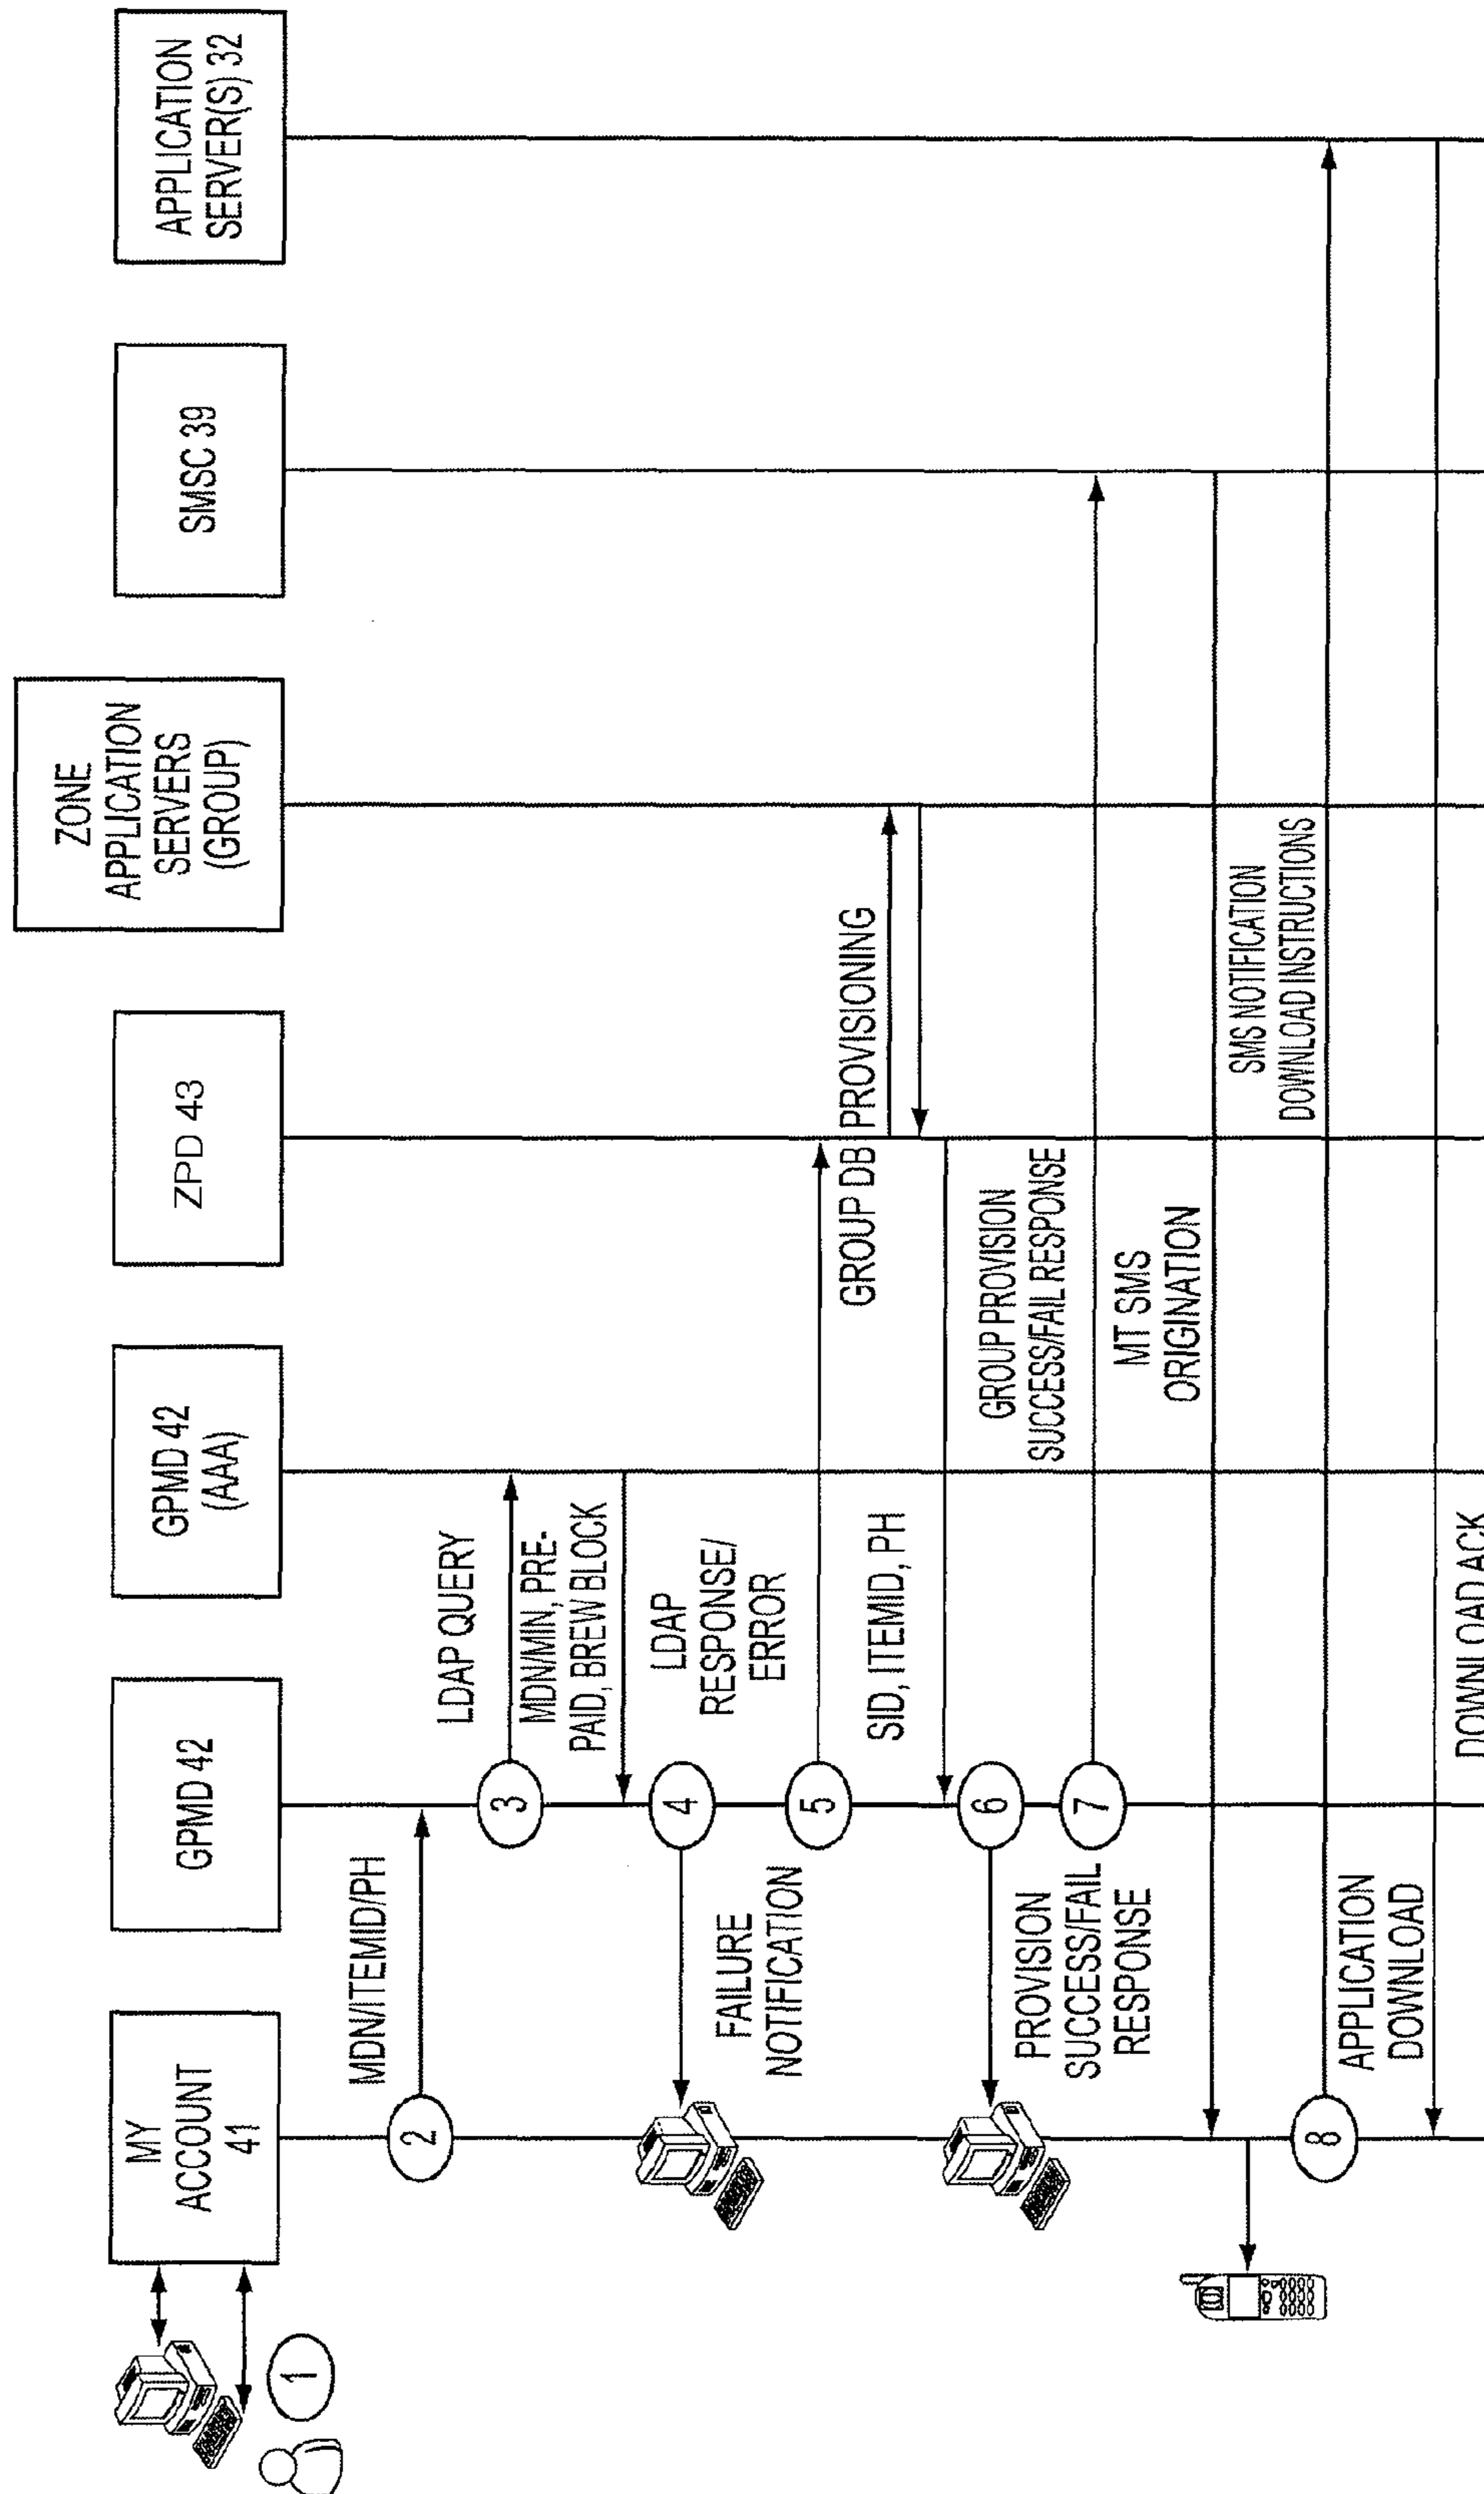 MY
ACCOUNT
41
GPMD 42
GPMD 42
(AAA)
ZPD 43
ZONE
APPLICATION
SERVERS
(GROUP)
SMSC 39
APPLICATION
SERVER(S) 32
1
2
MDN/ITEMID/PH
3
LDAP QUERY
MDN/MIN, PRE-
PAID, BREW BLOCK
4
LDAP
RESPONSE/
ERROR
FAILURE
NOTIFICATION
5
GROUP DB PROVISIONING
SID, ITEMID, PH
6
GROUP PROVISION
SUCCESS/FAIL RESPONSE
PROVISION
SUCCESS/FAIL
RESPONSE
7
MT SMS
ORIGINATION
SMS NOTIFICATION
DOWNLOAD INSTRUCTIONS
8
APPLICATION
DOWNLOAD
DOWNLOAD ACK